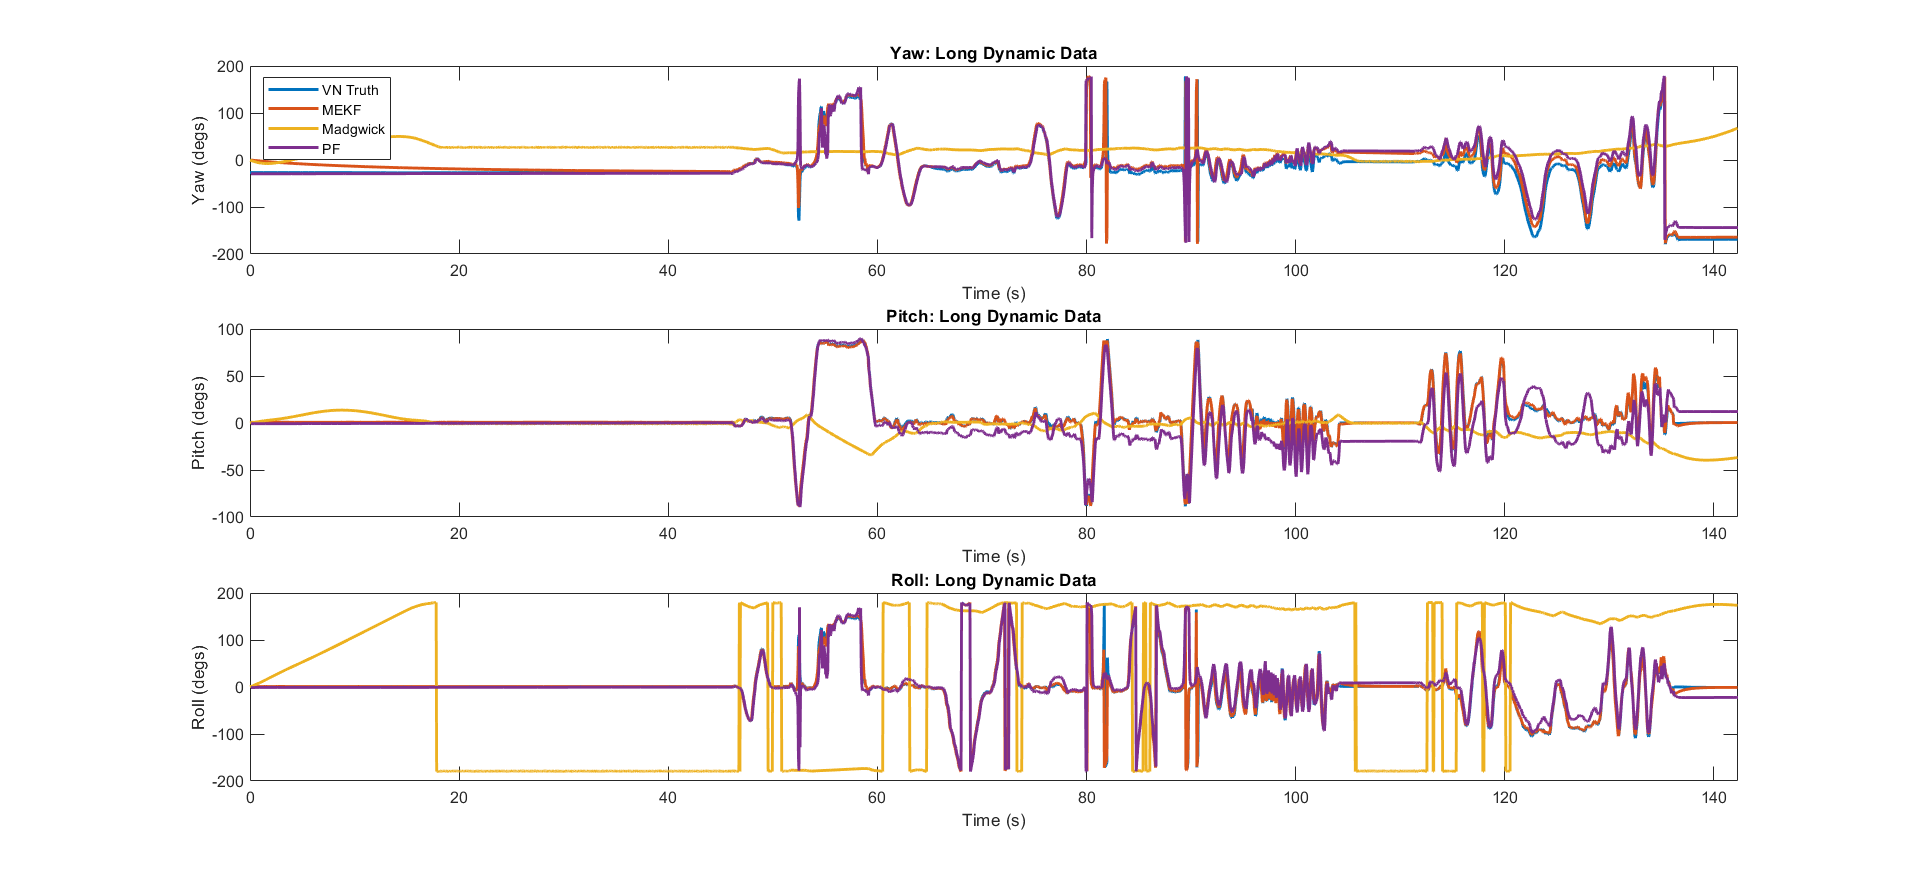 Yaw: Long Dynamic Data
200
100
0
-100
-200
Yaw (degs)
VN Truth
MEKF
Madgwick
PF
0 20 40 60 80 100 120 140
Time (s)
Pitch: Long Dynamic Data
100
50
0
-50
-100
Pitch (degs)
0 20 40 60 80 100 120 140
Time (s)
Roll: Long Dynamic Data
200
100
0
-100
-200
Roll (degs)
0 20 40 60 80 100 120 140
Time (s)